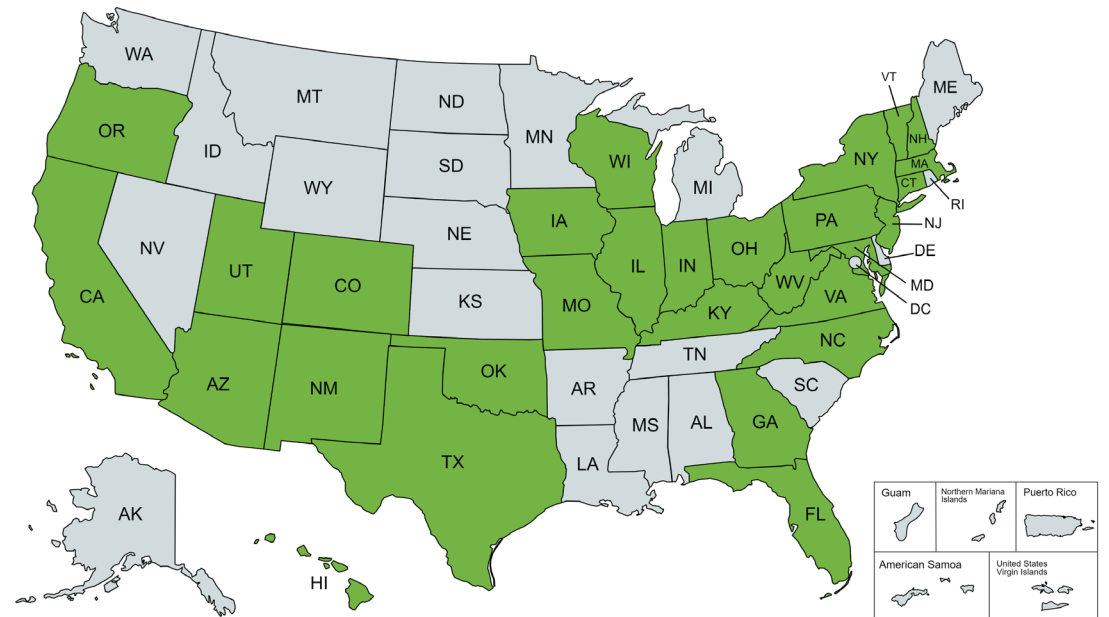 WA
MT
ND
MN
VT
ME
OR
ID
SD
WI
MI
NY
NH
MA
CT
RI
WY
NE
IA
PA
NJ
NV
UT
CO
KS
MO
IL
IN
OH
WV
VA
DE
MD
DC
CA
KY
NC
TN
AZ
NM
OK
AR
SC
TX
LA
MS
AL
GA
FL
AK
HI
Guam
Northern Mariana
Islands
Puerto Rico
American Samoa
United States
Virgin Islands